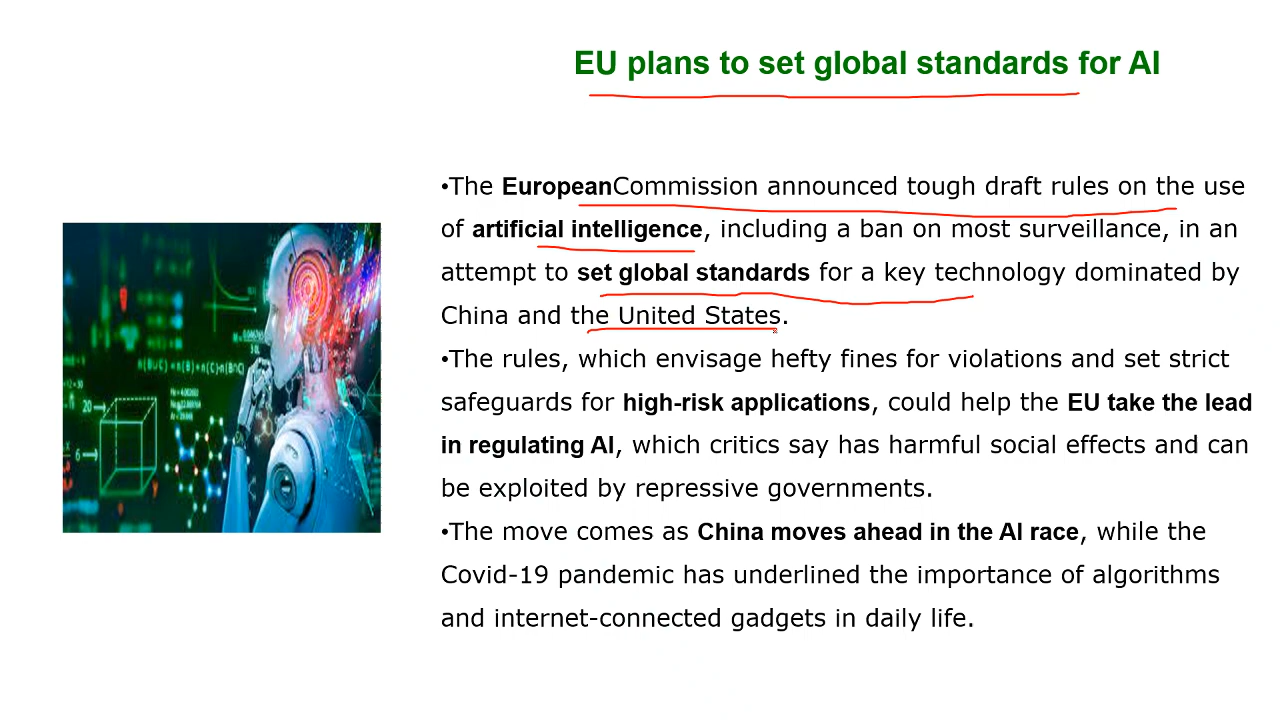 EU plans to set global standards for AI
•The EuropeanCommission announced tough draft rules on the use
of artificial intelligence, including a ban on most surveillance, in an
attempt to set global standards for a key technology dominated by
China and the United States.
•The rules, which envisage hefty fines for violations and set strict
safeguards for high-risk applications, could help the EU take the lead
in regulating AI, which critics say has harmful social effects and can
be exploited by repressive governments.
•The move comes as China moves ahead in the AI race, while the
Covid-19 pandemic has underlined the importance of algorithms
and internet-connected gadgets in daily life.
20
6